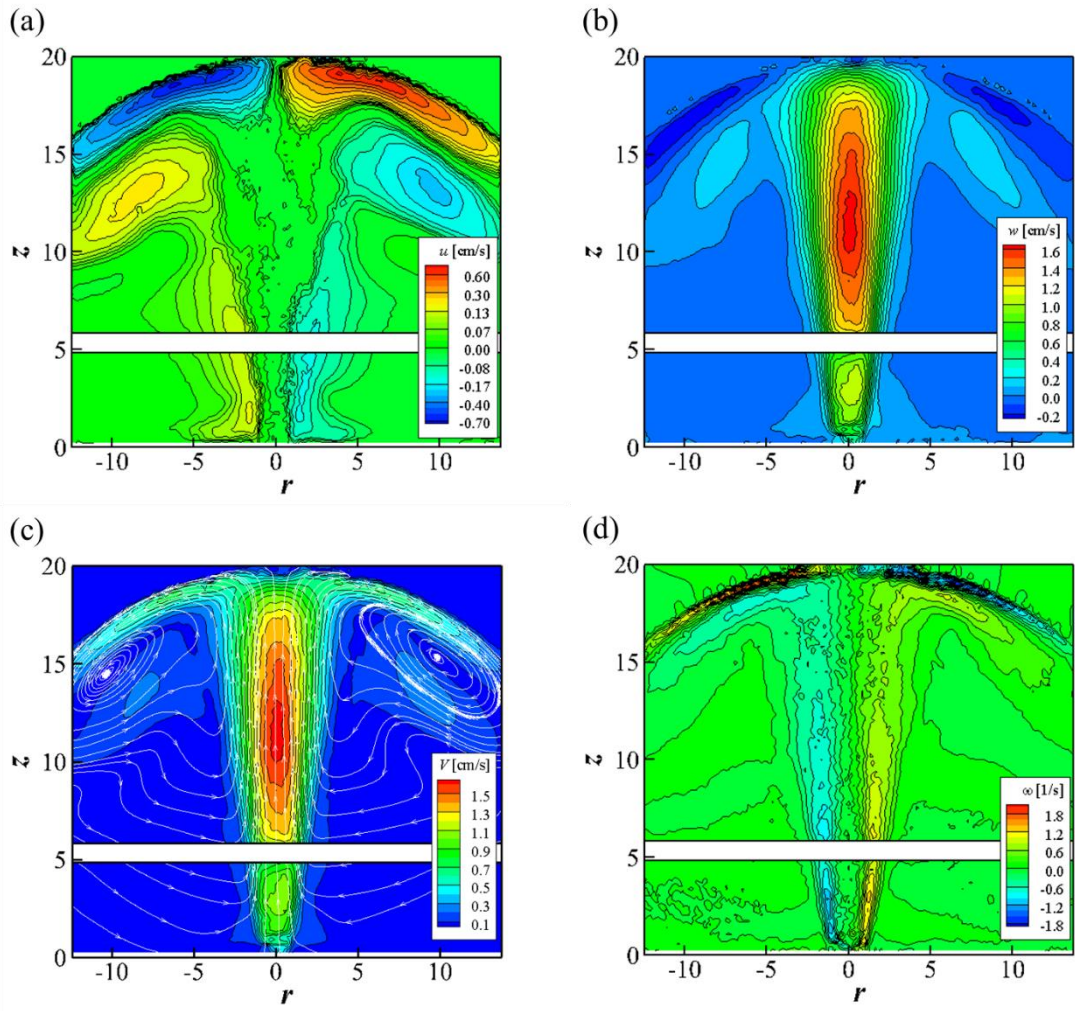 (a)
20
15
z
10
5
0
u [cm/s]
0.60
0.30
0.13
0.07
0.00
-0.08
-0.17
-0.40
-0.70
-10 -5 0 5 10
r
(b)
20
15
z
10
5
0
w [cm/s]
1.6
1.4
1.2
1.0
0.8
0.6
0.4
0.2
0.0
-0.2
-10 -5 0 5 10
r
(c)
20
15
z
10
5
0
V [cm/s]
1.5
1.3
1.1
0.9
0.7
0.5
0.3
0.1
-10 -5 0 5 10
r
(d)
20
15
z
10
5
0
ω [1/s]
1.8
1.2
0.6
0.0
-0.6
-1.2
-1.8
-10 -5 0 5 10
r